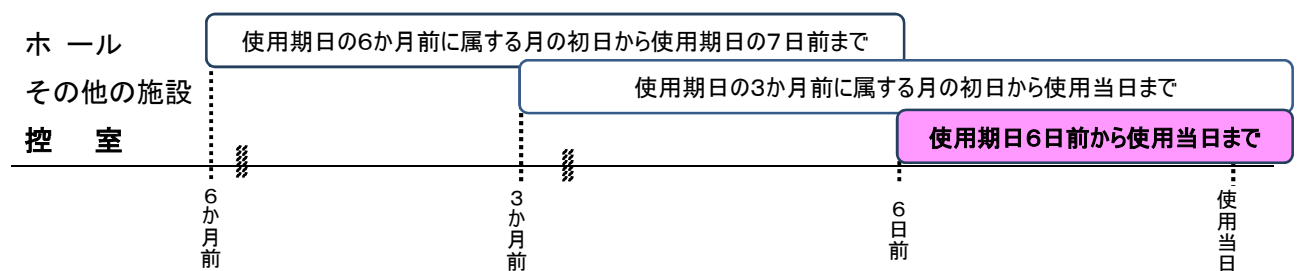 ホ ール
使用期日の6か月前に属する月の初日から使用期日の7日前まで
その他の施設
使用期日の3か月前に属する月の初日から使用当日まで
控 室
使用期日6日前から使用当日まで
6か月前
3か月前
6日前
使用当日